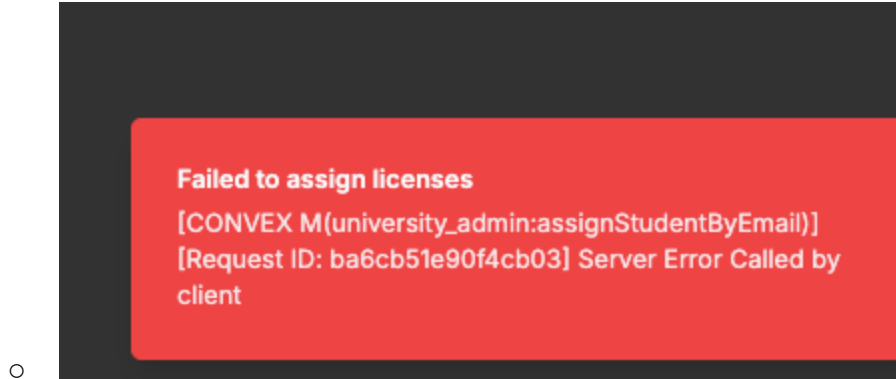 Failed to assign licenses
[CONVEX M(university_admin:assignStudentByEmail)]
[Request ID: ba6cb51e90f4cb03] Server Error Called by
client